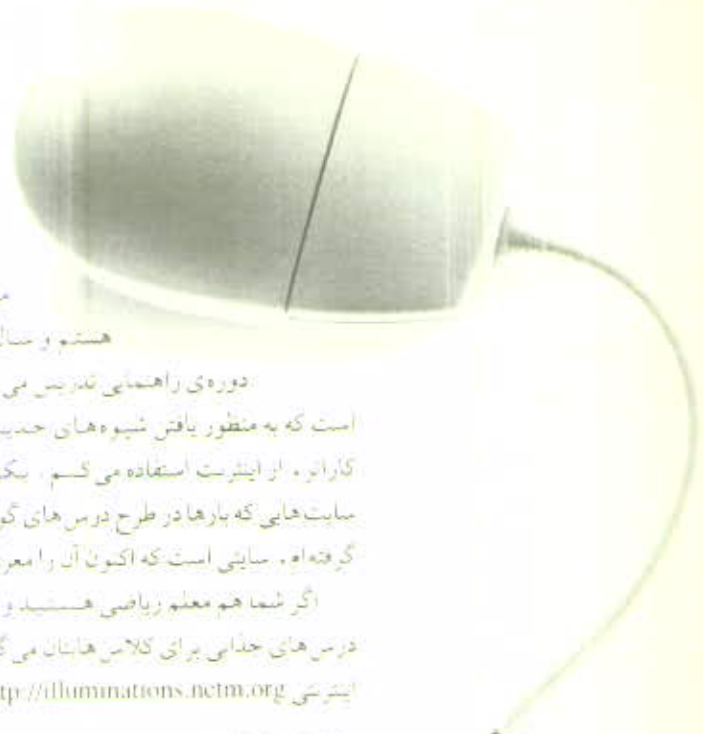 هستم و سال
دوره‌ی راهنمایی تدریس می
است که به منظور یافتن شیوه‌های جدید
کاراتر، از اینترنت استفاده می‌کنم. یکی
سایت‌هایی که بارها در طرح درس‌های گو
گرفته‌ام، سایتی است که اکنون آن را معر
اگر شما هم معلم ریاضی هستید و
درس‌های جذابی برای کلاس‌هایتان می‌گ
اینترنتی tp://illuminations.nctm.org